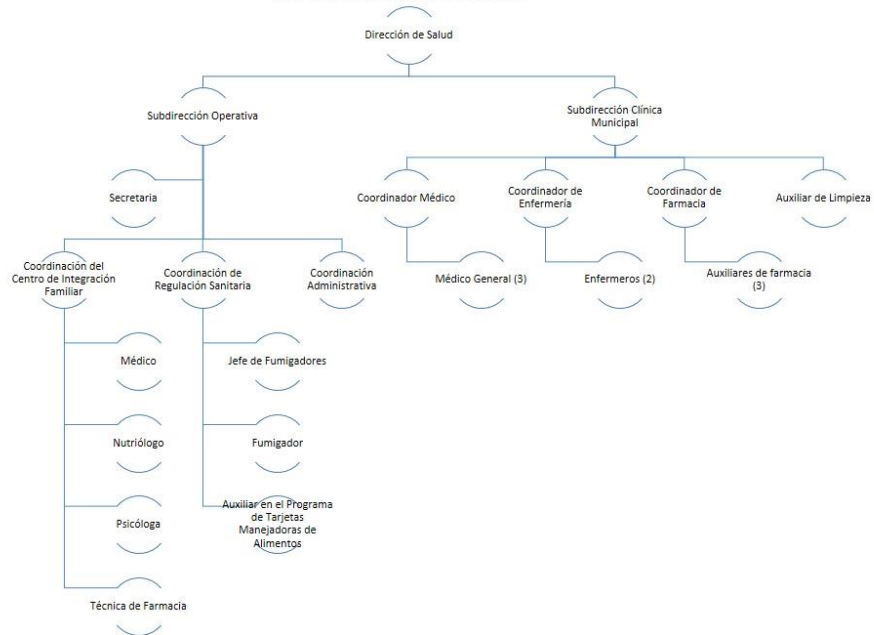 Dirección de Salud
Subdirección Operativa
Subdirección Clínica
Municipal
Secretaria
Coordinador Médico
Coordinador de
Enfermería
Coordinador de
Farmacia
Auxiliar de Limpieza
Coordinación del
Centro de Integración
Familiar
Coordinación de
Regulación Sanitaria
Coordinación
Administrativa
Médico General (3)
Enfermeros (2)
Auxiliares de farmacia
(3)
Médico
Jefe de Fumigadores
Nutriólogo
Fumigador
Psicóloga
Auxiliar en el Programa
de Tarjetas
Manejadoras de
Alimentos
Técnica de Farmacia